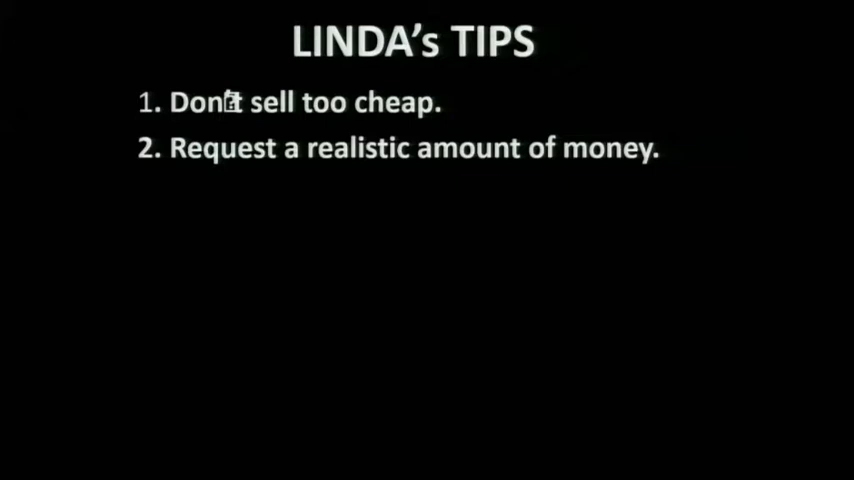 LINDA's TIPS
1. Don't sell too cheap.
2. Request a realistic amount of money.